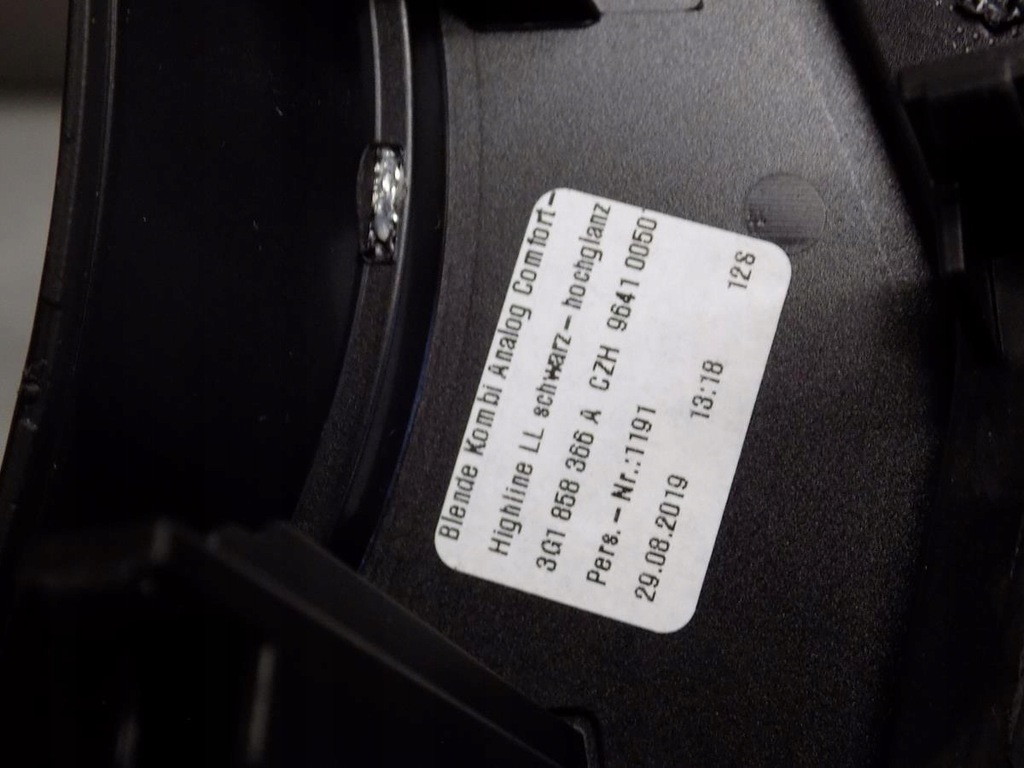 Blende Kombi Analog Comfort-
Highline LL schwarz-hochglanz
3G1 858 366 A CZH 9641 0050
Pers.-Nr.:1191
29.08.2019 13:18 128